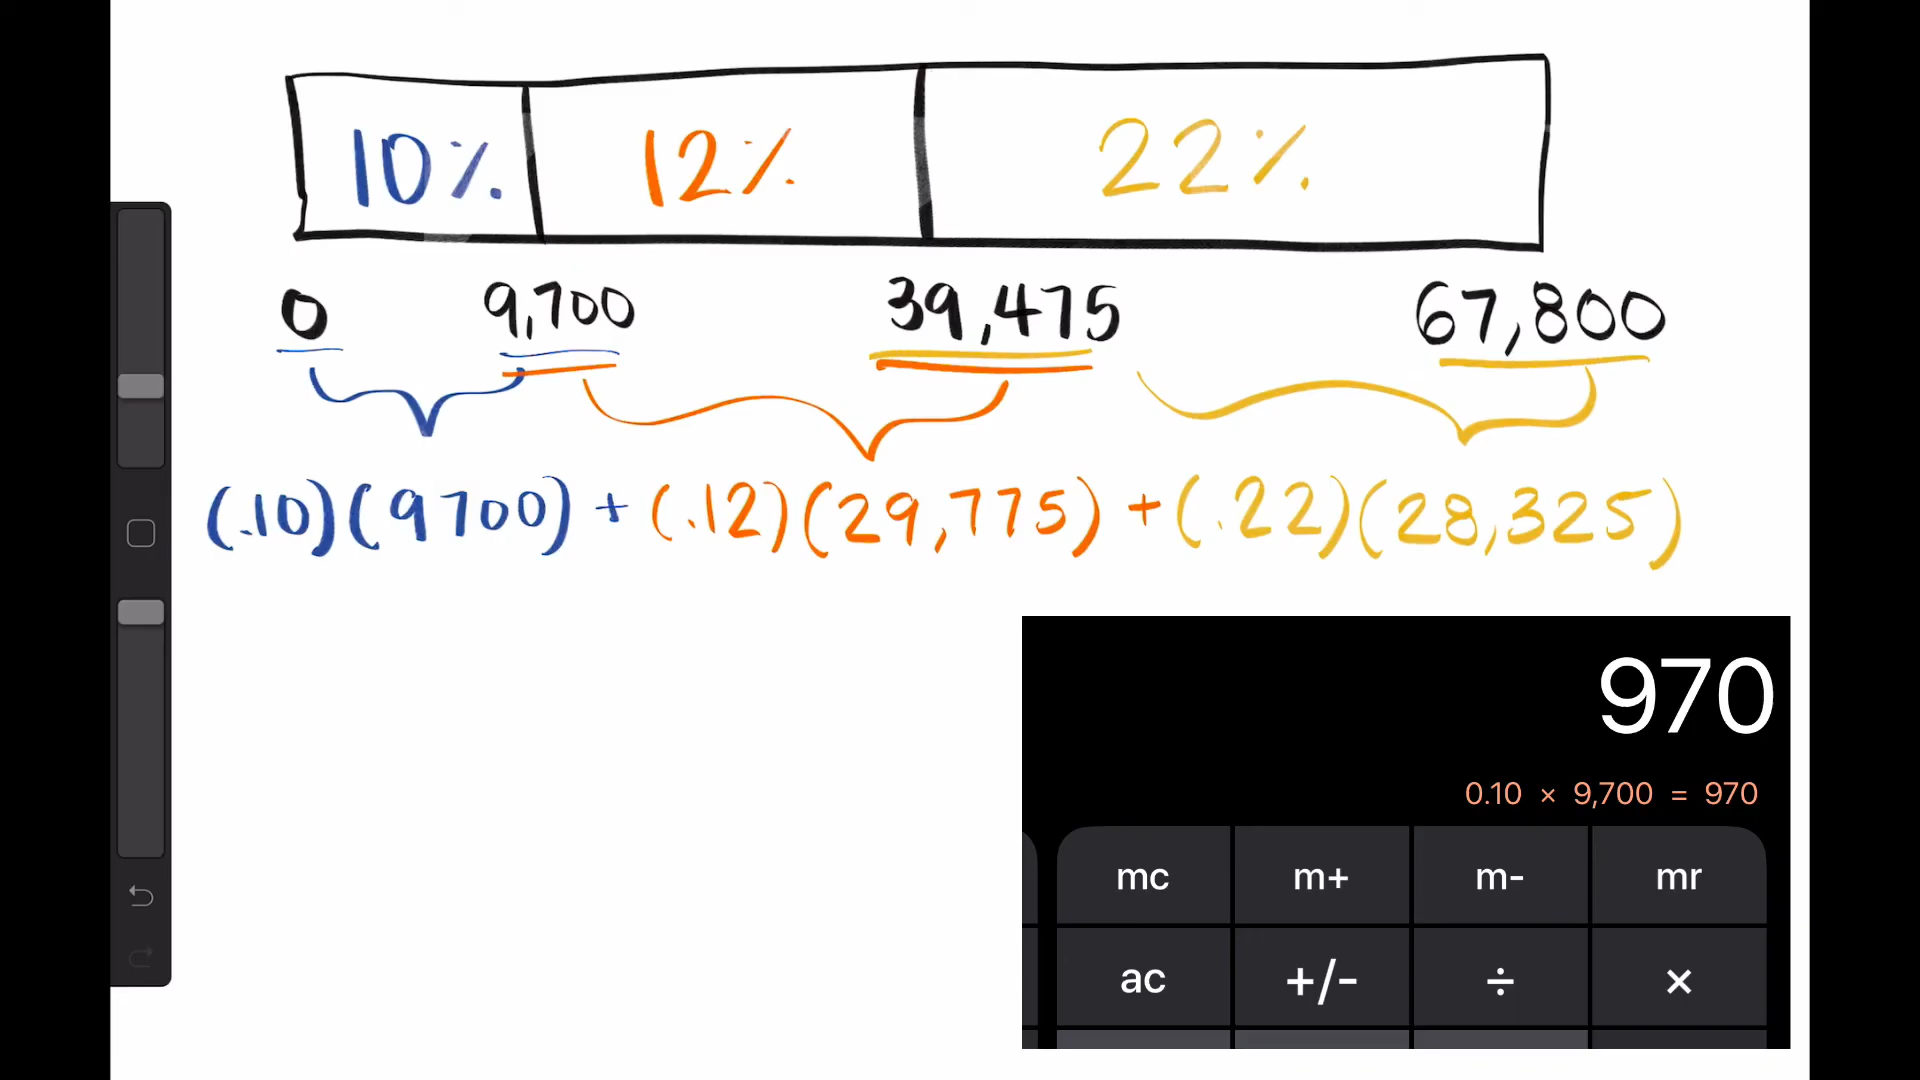 10% 12% 22%
0 9,700 39,475 67,800
(.10)(9700) + (.12)(29,775) + (.22)(28,325)
970
0.10 × 9,700 = 970
mc m+ m- mr
ac +/- ÷ ×